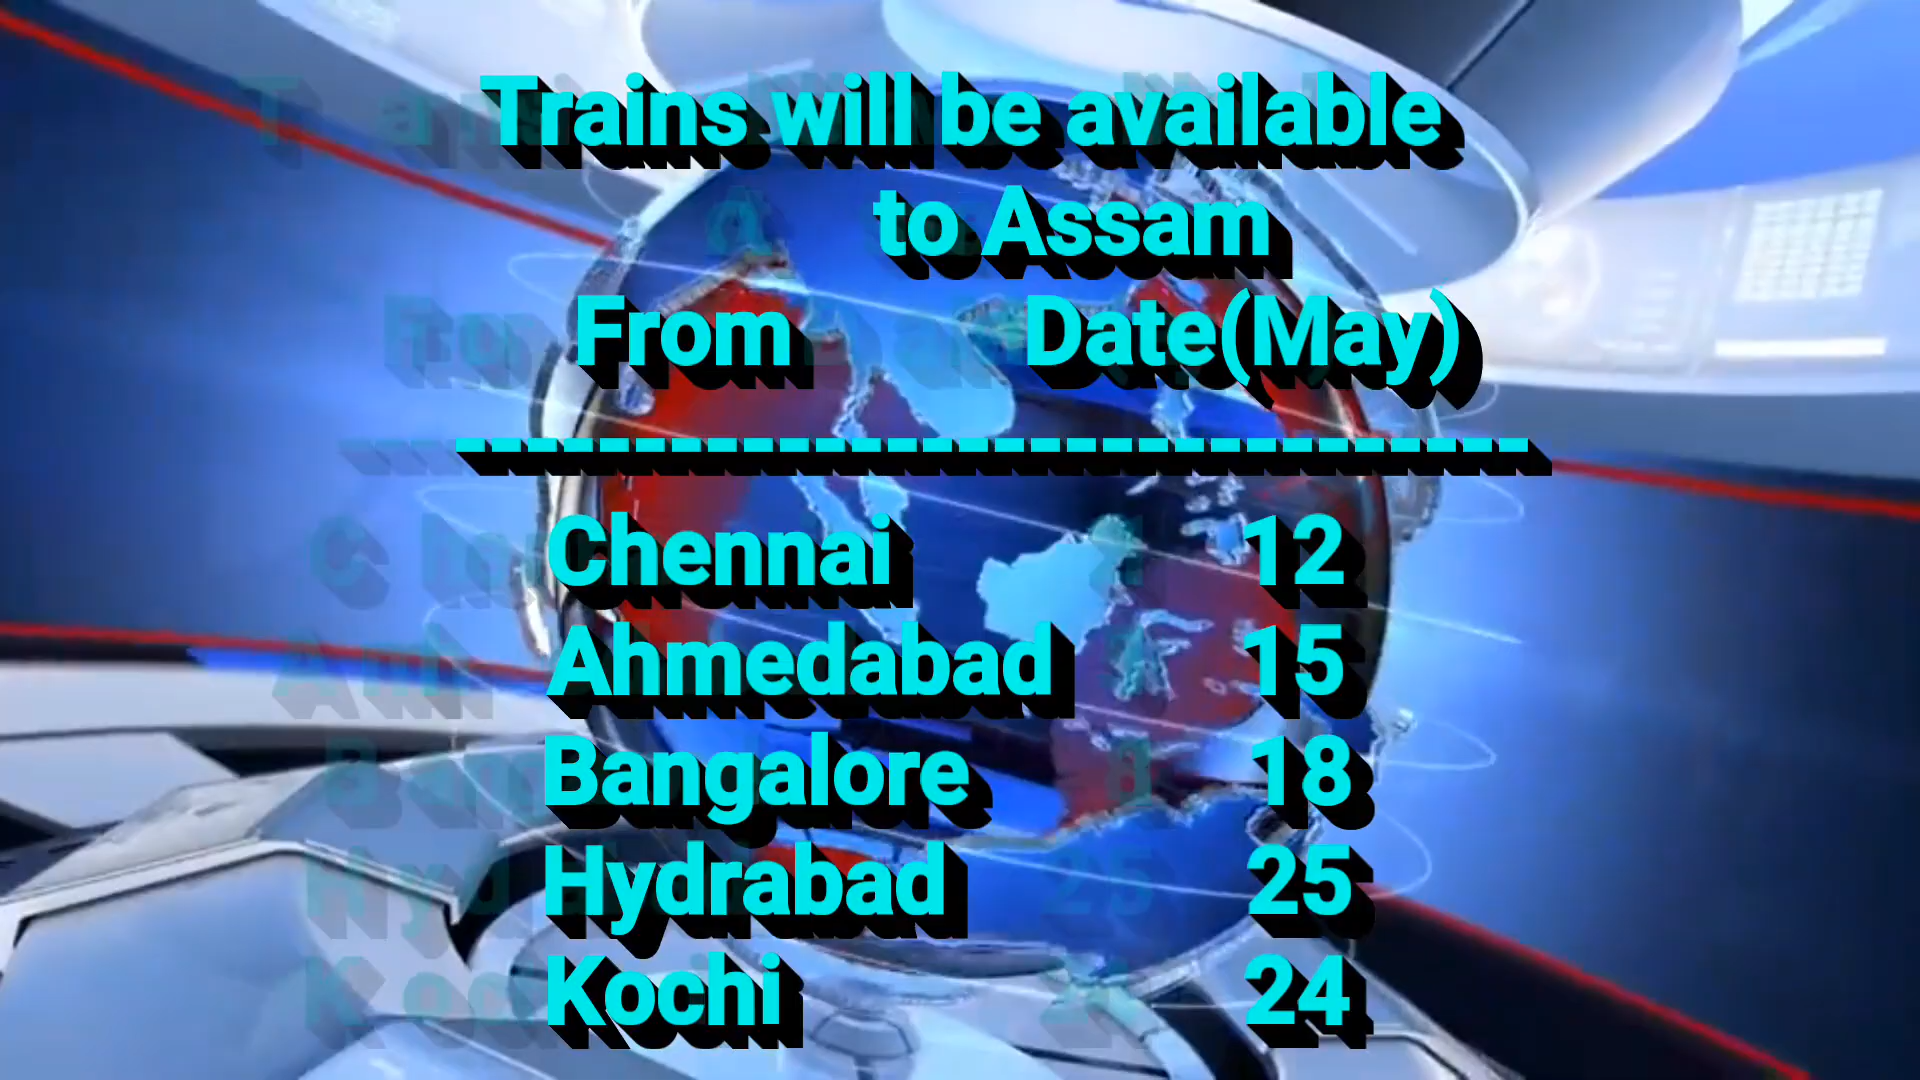 Trains will be available
to Assam
From Date(May)
------------------------------
Chennai 12
Ahmedabad 15
Bangalore 18
Hydrabad 25
Kochi 24